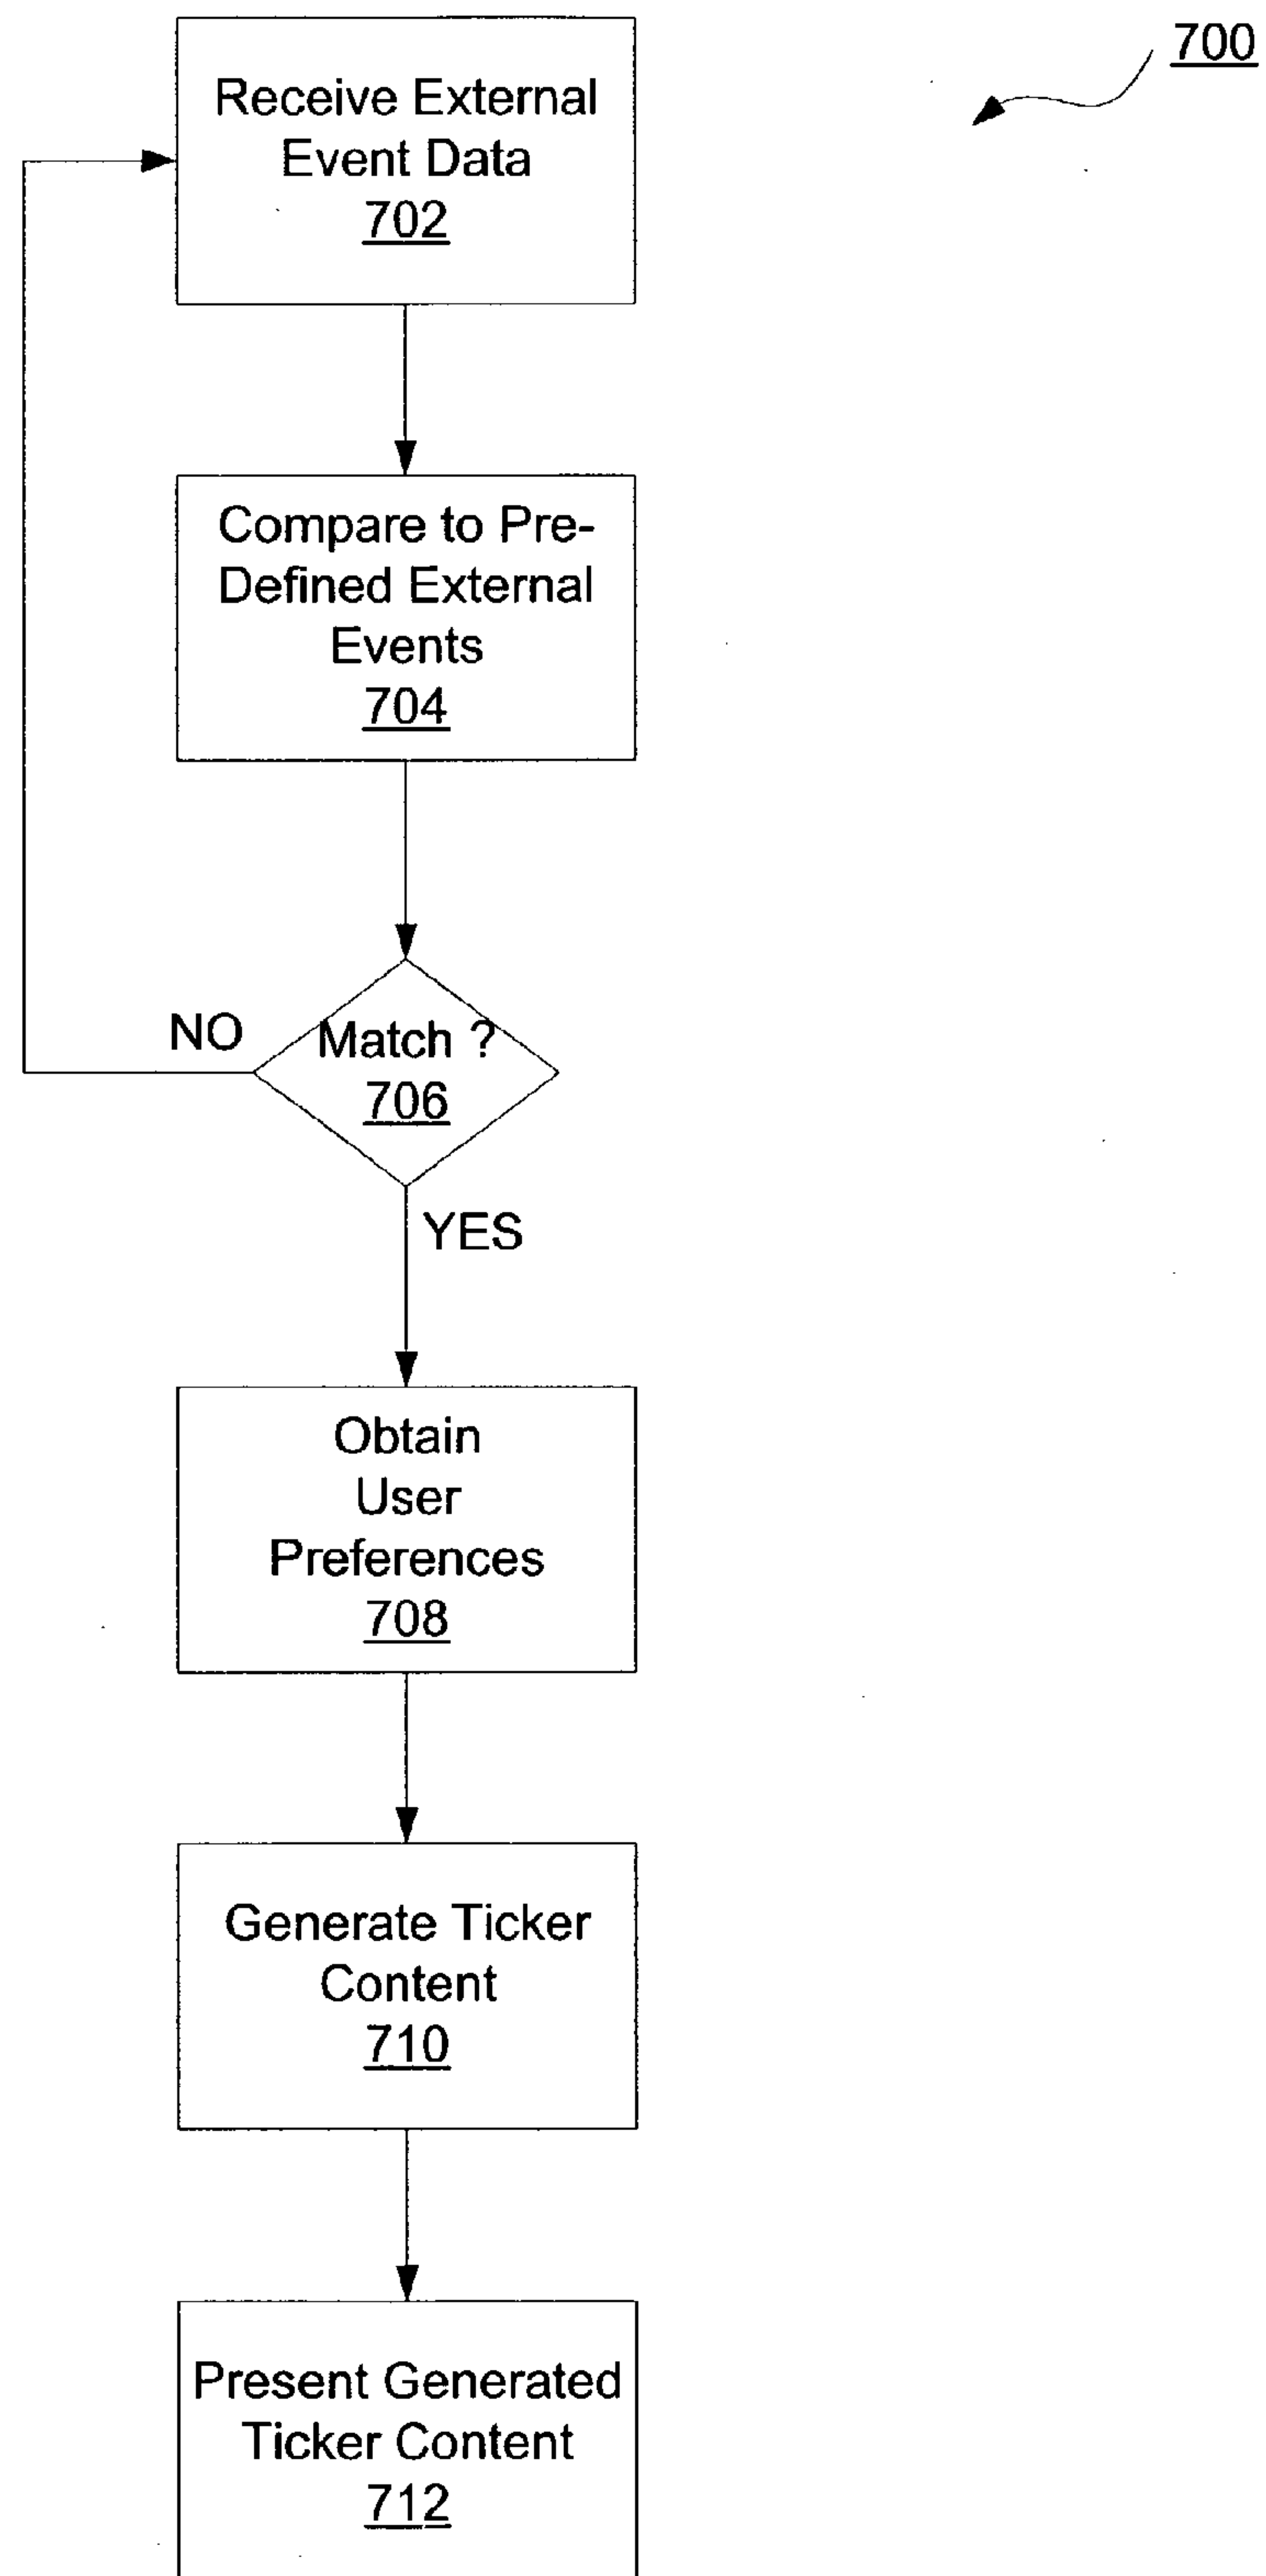 700
Receive External
Event Data
702
Compare to Pre-
Defined External
Events
704
NO
Match ?
706
YES
Obtain
User
Preferences
708
Generate Ticker
Content
710
Present Generated
Ticker Content
712